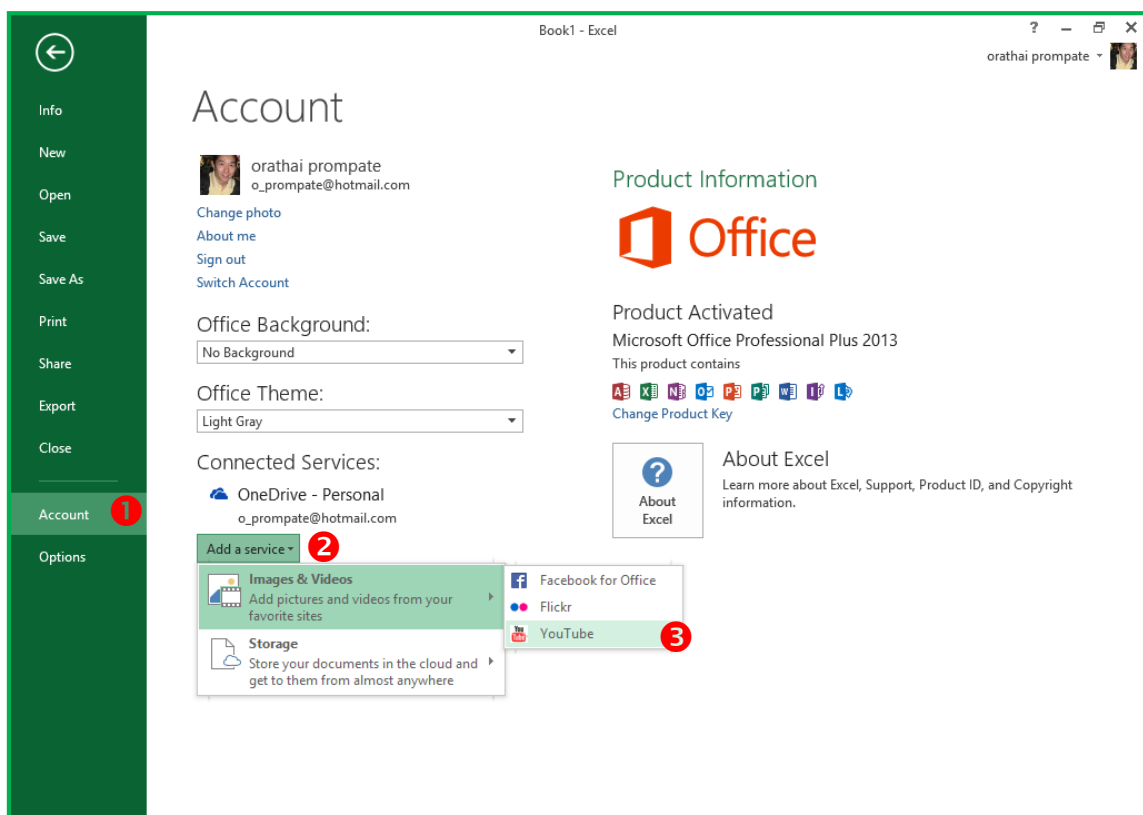 Book1 - Excel
?
orathai prompate
Info
New
Open
Save
Save As
Print
Share
Export
Close
Account
1
Options
Account
orathai prompate
o_prompate@hotmail.com
Change photo
About me
Sign out
Switch Account
Office Background:
No Background
Office Theme:
Light Gray
Connected Services:
OneDrive - Personal
o_prompate@hotmail.com
Add a service
2
Images & Videos
Add pictures and videos from your
favorite sites
Storage
Store your documents in the cloud and
get to them from almost anywhere
Facebook for Office
Flickr
You
Tube
YouTube
3
Product Information
Office
Product Activated
Microsoft Office Professional Plus 2013
This product contains
Change Product Key
?
About
Excel
About Excel
Learn more about Excel, Support, Product ID, and Copyright
information.